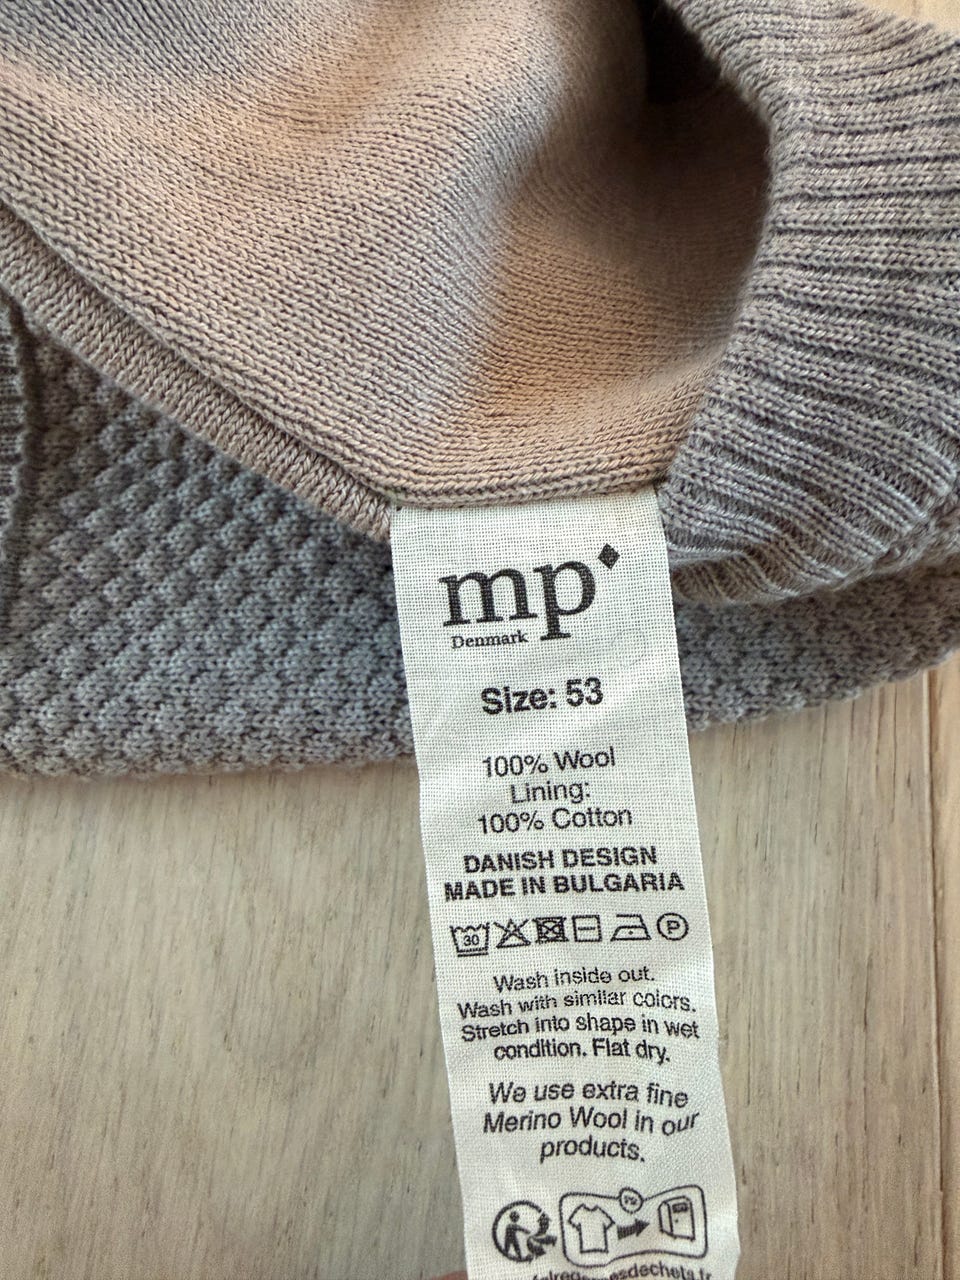 mp
Denmark
Size: 53
100% Wool
Lining:
100% Cotton
DANISH DESIGN
MADE IN BULGARIA
30
P
Wash inside out.
Wash with similar colors.
Stretch into shape in wet
condition. Flat dry.
We use extra fine
Merino Wool in our
products.